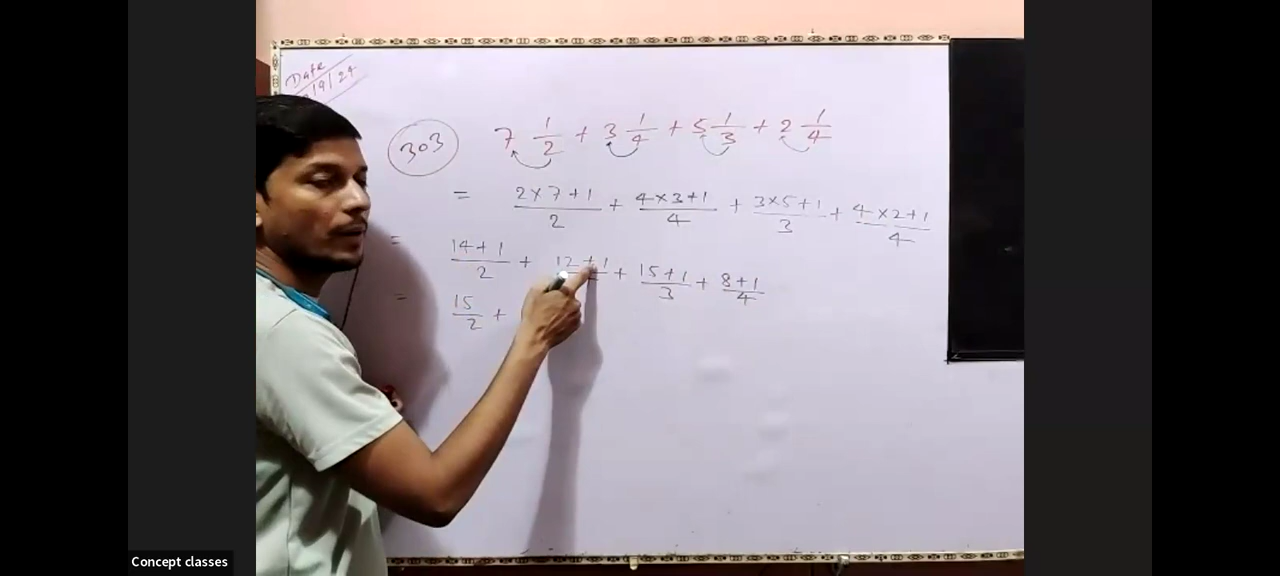 Date
19/24
303
7 1/2 + 3 1/4 + 5 1/3 + 2 1/4
= 2×7+1/2 + 4×3+1/4 + 3×5+1/3 + 4×2+1/4
= 14+1/2 + 12+1 + 15+1/3 + 8+1/4
= 15/2 +
Concept classes